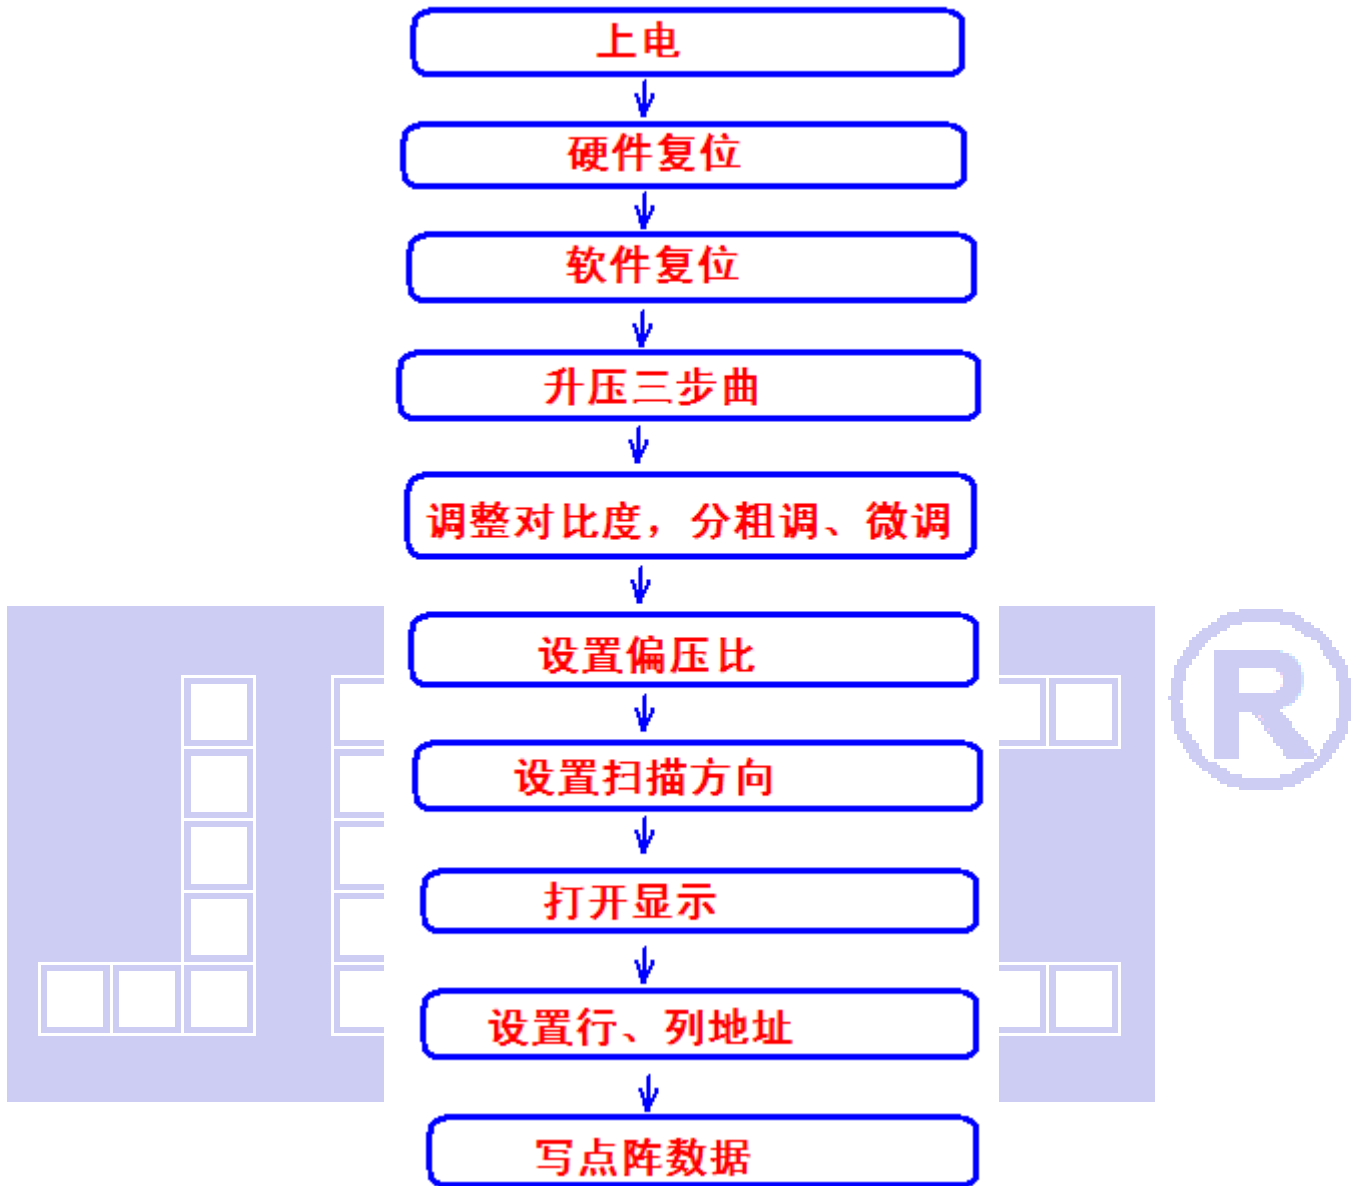 上电
硬件复位
软件复位
升压三步曲
调整对比度，分粗调、微调
设置偏压比
设置扫描方向
打开显示
设置行、列地址
写点阵数据
®